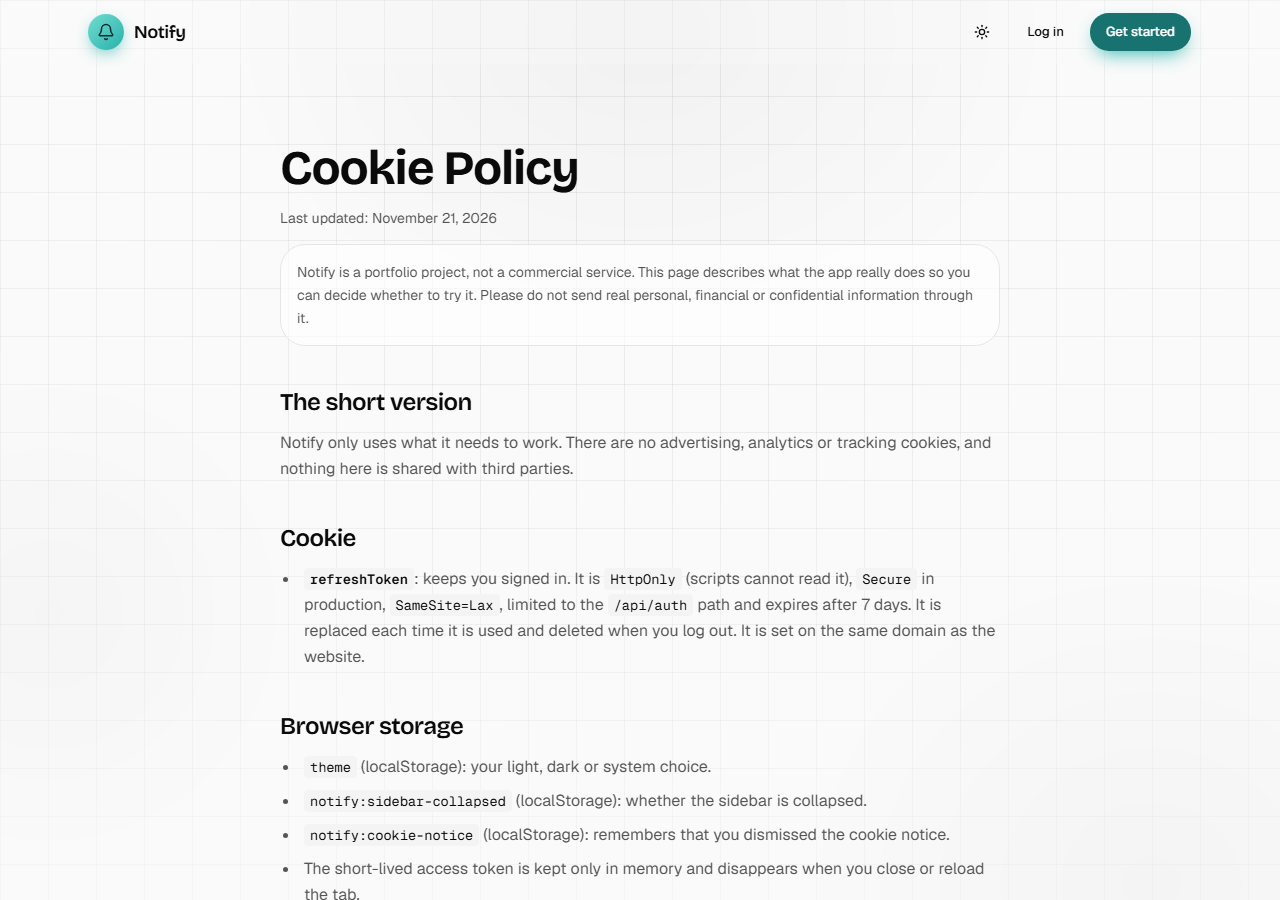 Notify
Log in
Get started
Cookie Policy
Last updated: November 21, 2026
Notify is a portfolio project, not a commercial service. This page describes what the app really does so you
can decide whether to try it. Please do not send real personal, financial or confidential information through
it.
The short version
Notify only uses what it needs to work. There are no advertising, analytics or tracking cookies, and
nothing here is shared with third parties.
Cookie
refreshToken : keeps you signed in. It is HttpOnly (scripts cannot read it), Secure in
production, SameSite=Lax , limited to the /api/auth path and expires after 7 days. It is
replaced each time it is used and deleted when you log out. It is set on the same domain as the
website.
Browser storage
theme (localStorage): your light, dark or system choice.
notify:sidebar-collapsed (localStorage): whether the sidebar is collapsed.
notify:cookie-notice (localStorage): remembers that you dismissed the cookie notice.
The short-lived access token is kept only in memory and disappears when you close or reload
the tab.